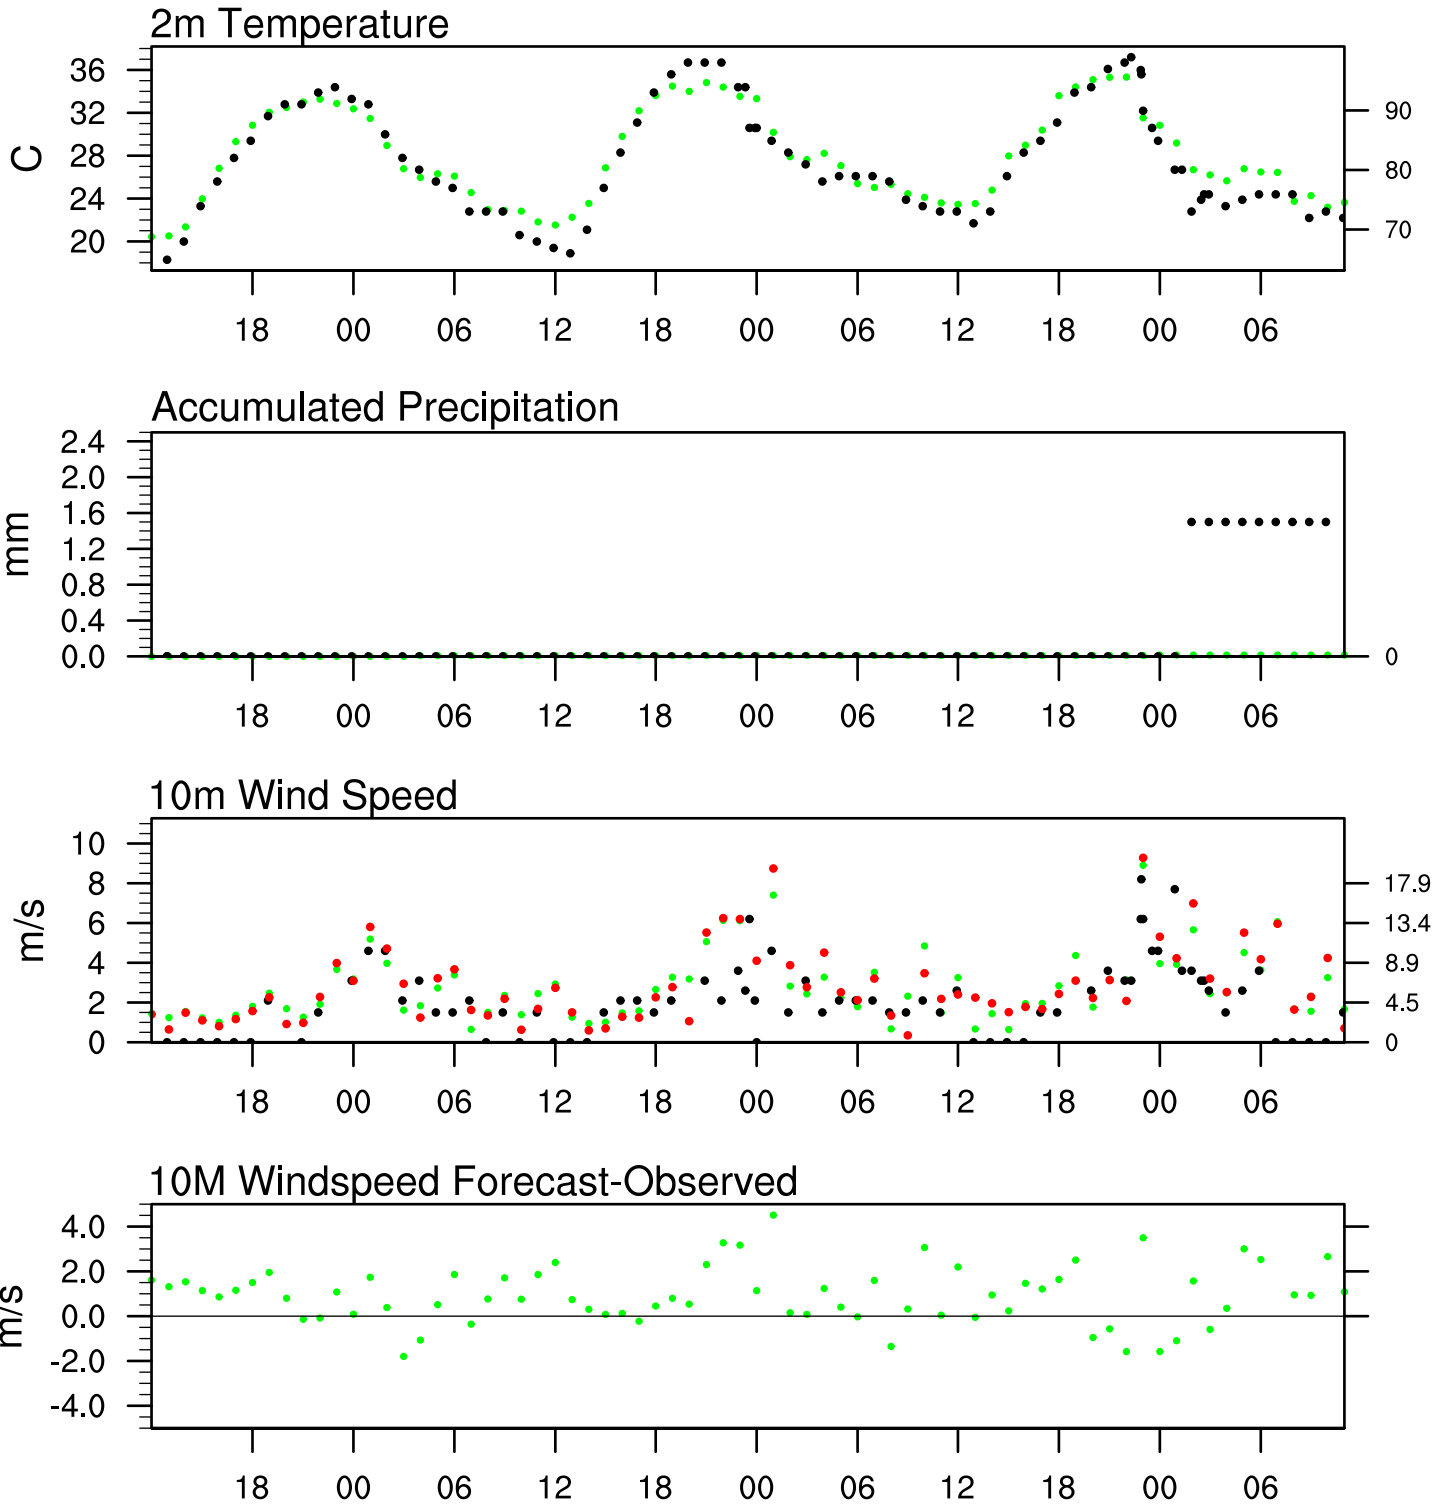 2m Temperature
36
32
28
24
20
C
90
80
70
18 00 06 12 18 00 06 12 18 00 06
Accumulated Precipitation
2.4
2.0
1.6
1.2
0.8
0.4
0.0
mm
0
18 00 06 12 18 00 06 12 18 00 06
10m Wind Speed
10
8
6
4
2
0
m/s
17.9
13.4
8.9
4.5
0
18 00 06 12 18 00 06 12 18 00 06
10M Windspeed Forecast-Observed
4.0
2.0
0.0
-2.0
-4.0
m/s
18 00 06 12 18 00 06 12 18 00 06